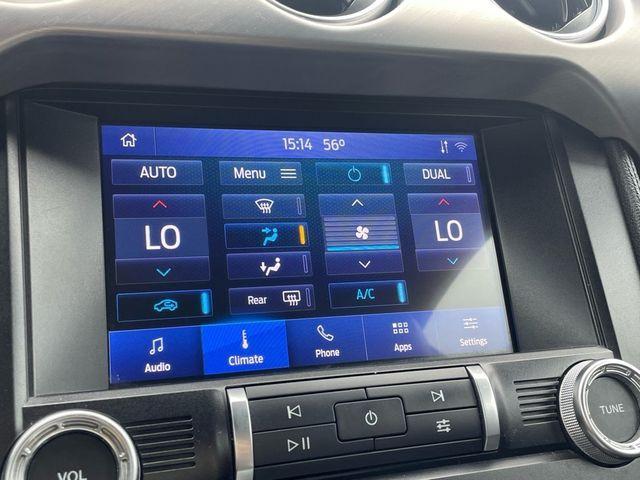 15:14 56°
AUTO Menu DUAL
LO LO
Rear A/C
Audio Climate Phone Apps Settings
VOL TUNE